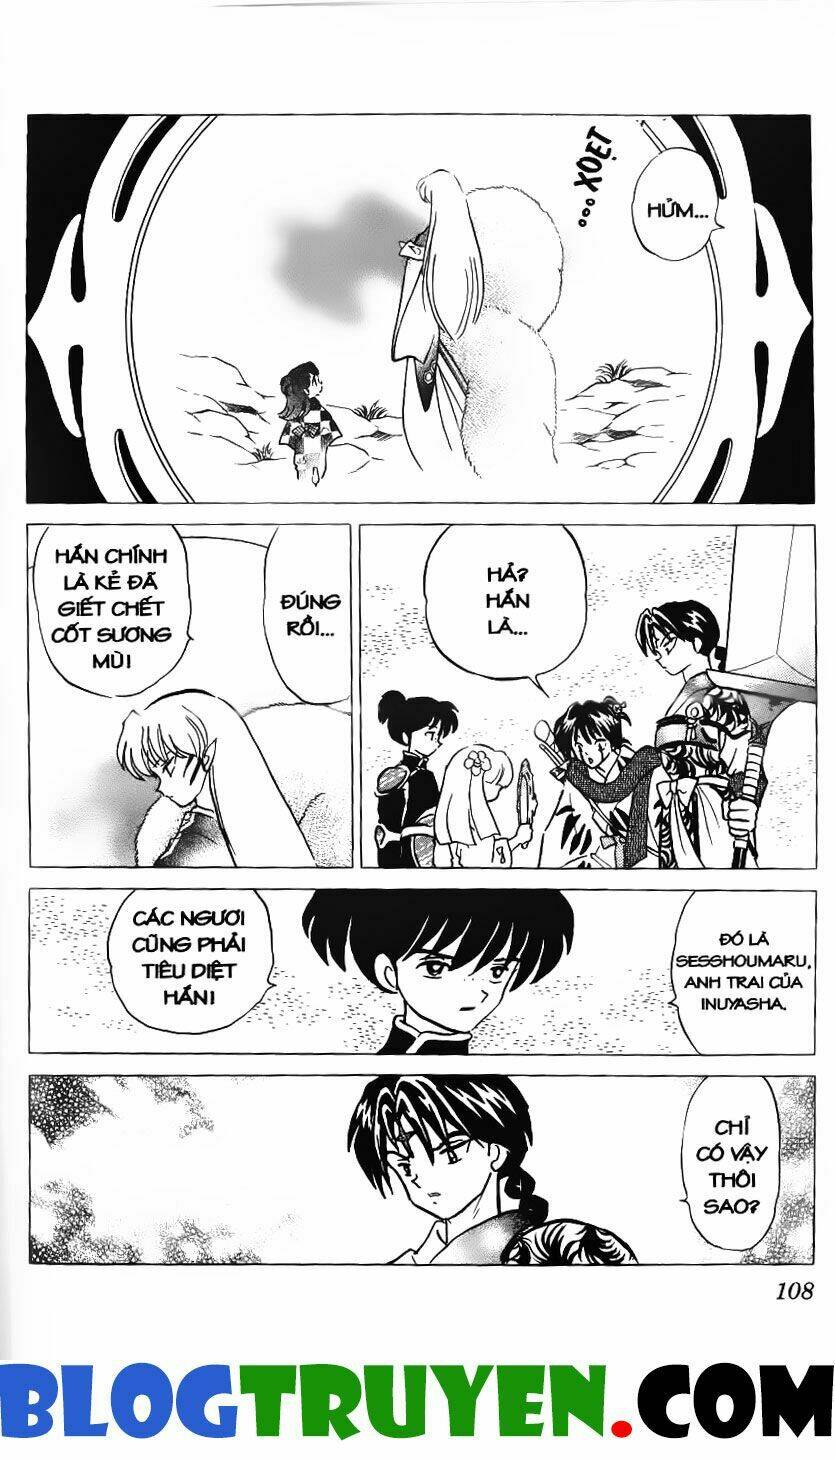 HỬM...
...XOẸT
HẢ?
HẮN
LÀ...
ĐÚNG
RỒI...
HẮN CHÍNH
LÀ KẺ ĐÃ
GIẾT CHẾT
CỐT SƯƠNG
MÙ!
ĐÓ LÀ
SESSHOUMARU,
ANH TRAI CỦA
INUYASHA.
CÁC NGƯƠI
CŨNG PHẢI
TIÊU DIỆT
HẮN!
CHỈ
CÓ VẬY
THÔI
SAO?
108
BLOGTRUYEN.COM